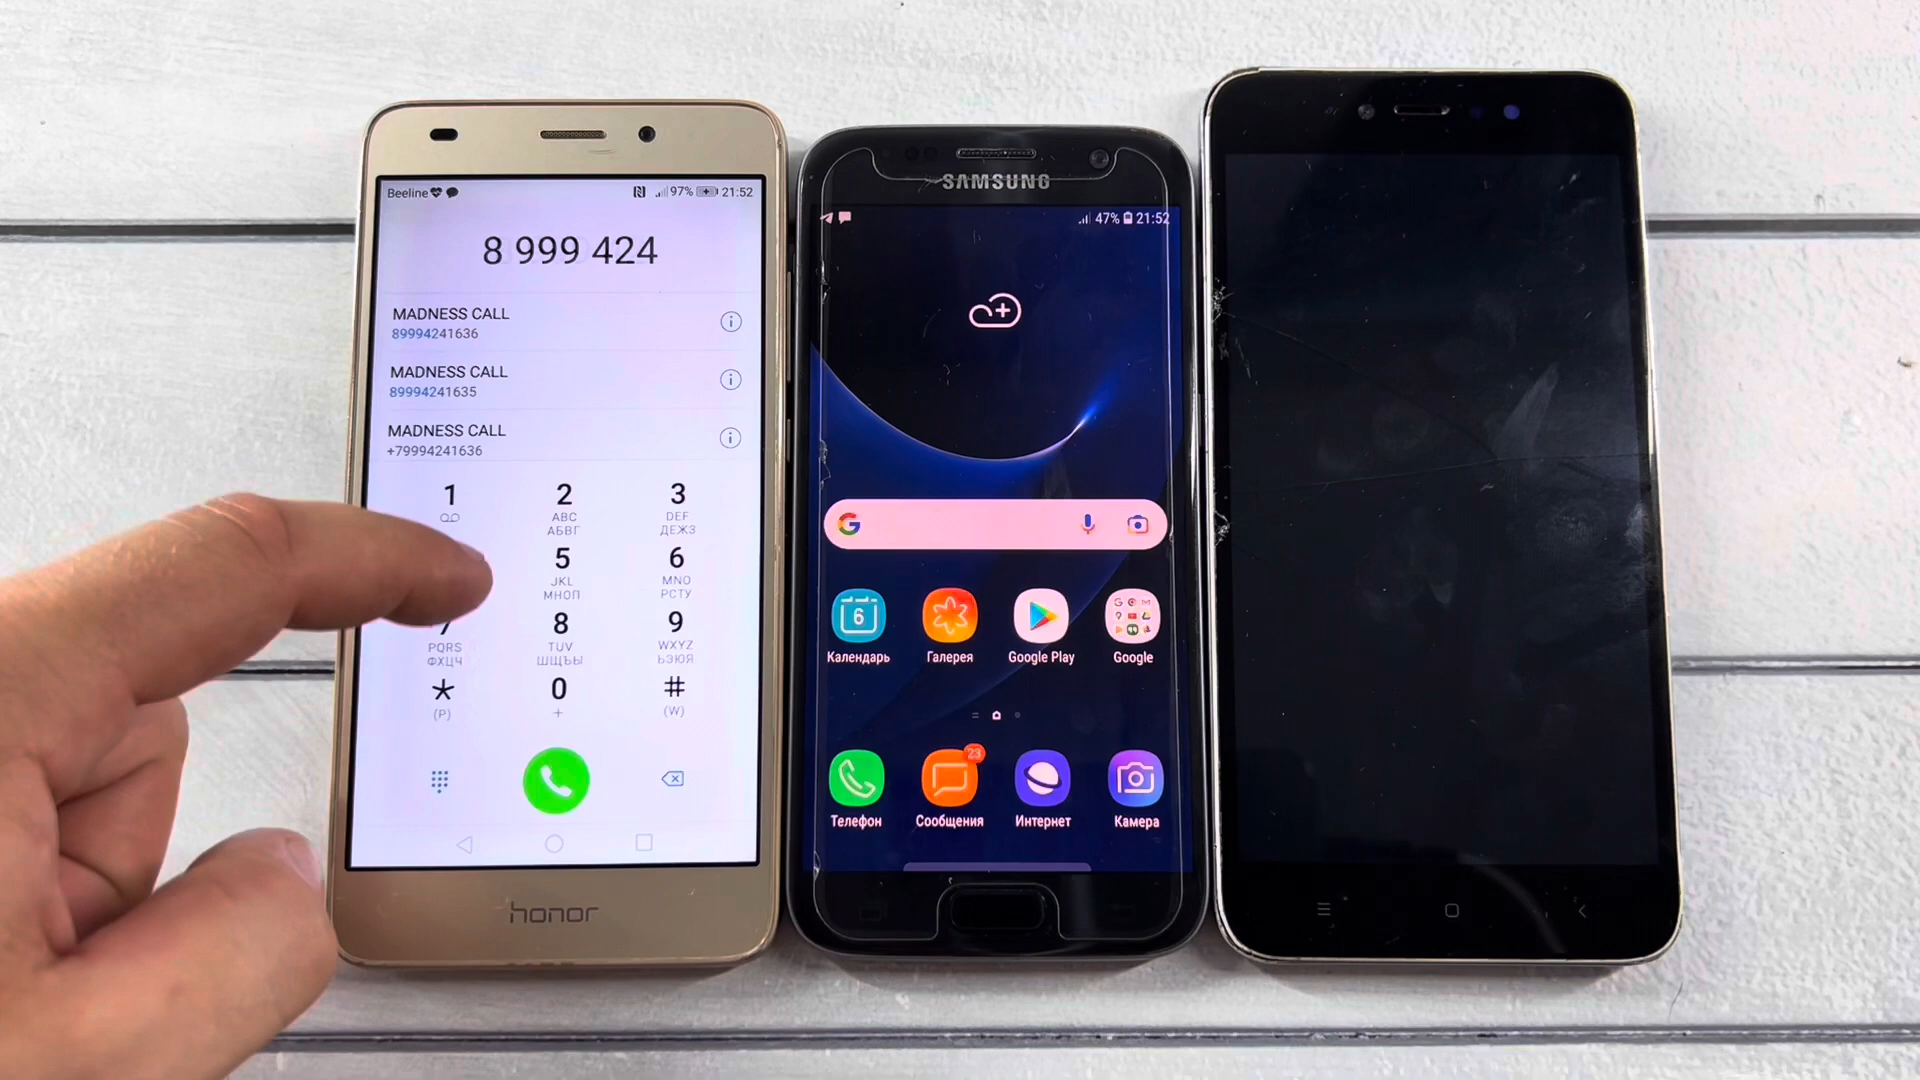 Beeline 97% 21:52
8 999 424
MADNESS CALL
89994241636
MADNESS CALL
89994241635
MADNESS CALL
+79994241636
1 2 3
ABC DEF
АБВГ ДЕЖЗ
5 6
JKL MNO
МНОП РСТУ
7 8 9
PQRS TUV WXYZ
ФХЦЧ ШЩЪЫ ЬЭЮЯ
* 0 #
(P) + (W)
honor
SAMSUNG
47% 21:52
G
6
Календарь Галерея Google Play Google
23
Телефон Сообщения Интернет Камера